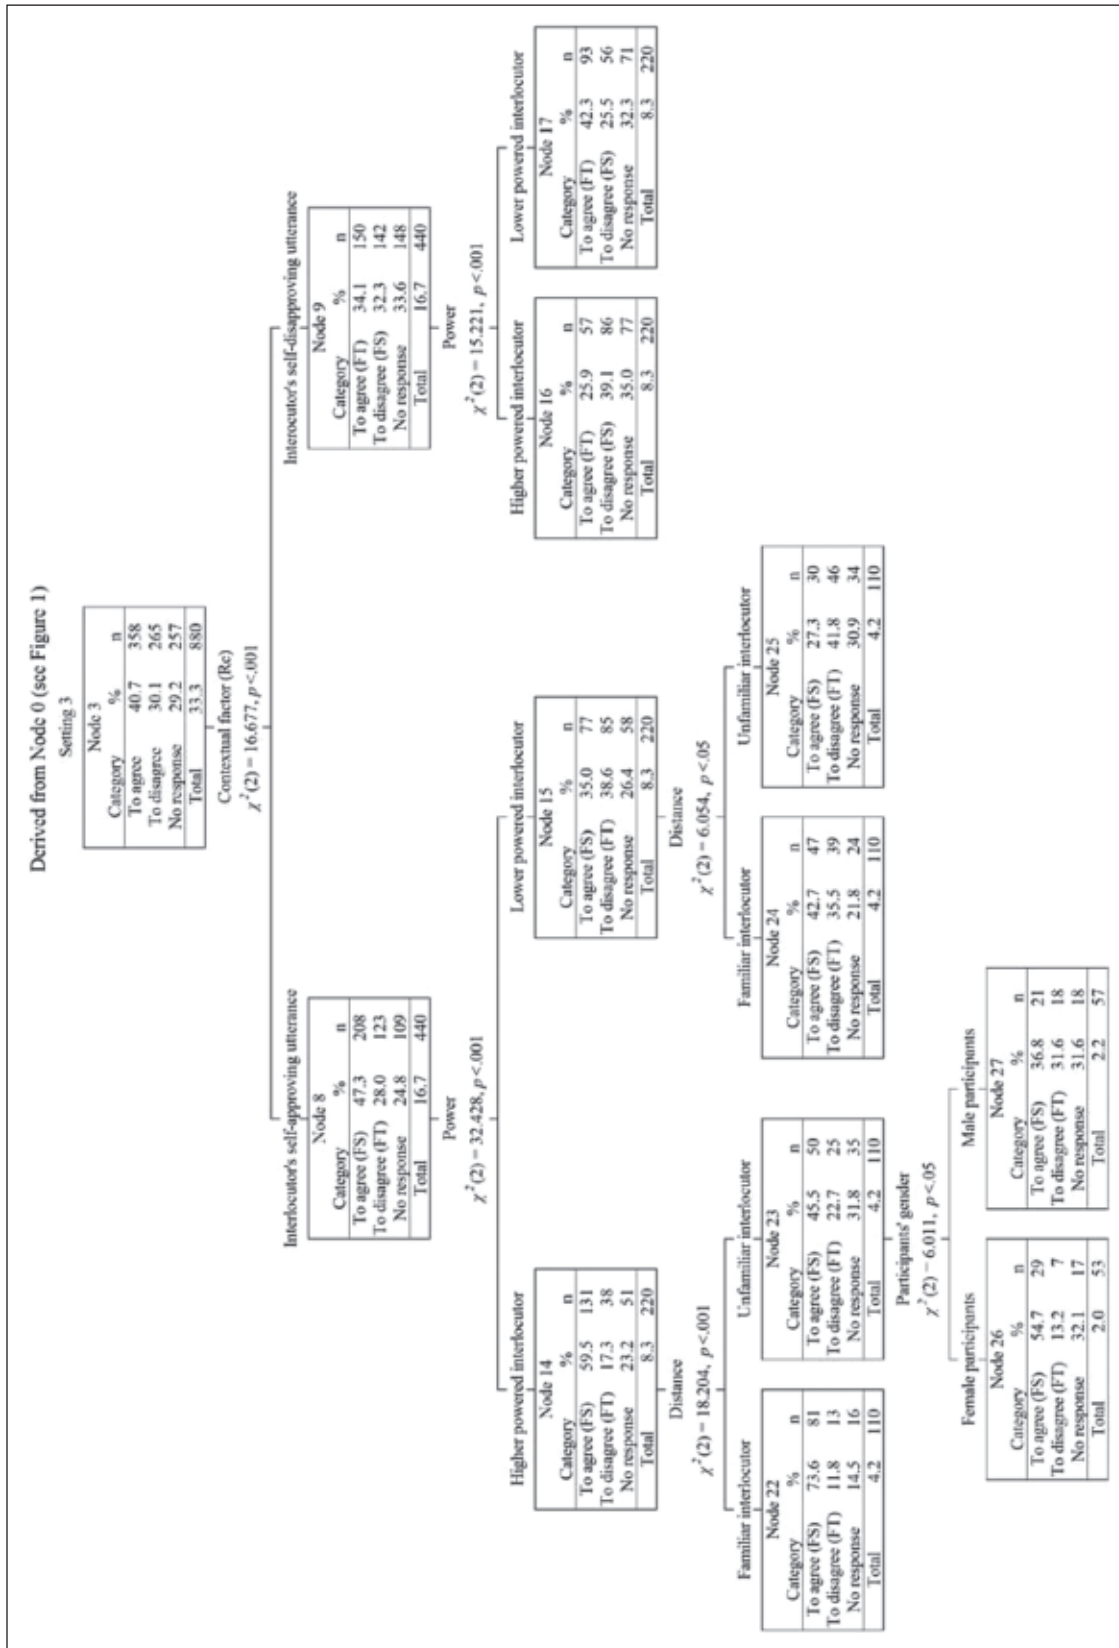 Derived from Node 0 (see Figure 1)
Setting 3
Node 3
Category % n
To agree 40.7 358
To disagree 30.1 265
No response 29.2 257
Total 33.3 880
Contextual factor (Rc)
χ²(2) = 16.677, p<.001
Interlocutor's self-approving utterance
Node 8
Category % n
To agree (FS) 47.3 208
To disagree (FT) 28.0 123
No response 24.8 109
Total 16.7 440
Power
χ²(2) = 32.428, p<.001
Interocutor's self-disapproving utterance
Node 9
Category % n
To agree (FT) 34.1 150
To disagree (FS) 32.3 142
No response 33.6 148
Total 16.7 440
Power
χ²(2) = 15.221, p<.001
Higher powered interlocutor
Node 14
Category % n
To agree (FS) 59.5 131
To disagree (FT) 17.3 38
No response 23.2 51
Total 8.3 220
Distance
χ²(2) = 18.204, p<.001
Lower powered interlocutor
Node 15
Category % n
To agree (FS) 35.0 77
To disagree (FT) 38.6 85
No response 26.4 58
Total 8.3 220
Distance
χ²(2) = 6.054, p<.05
Higher powered interlocutor
Node 16
Category % n
To agree (FT) 25.9 57
To disagree (FS) 39.1 86
No response 35.0 77
Total 8.3 220
Lower powered interlocutor
Node 17
Category % n
To agree (FT) 42.3 93
To disagree (FS) 25.5 56
No response 32.3 71
Total 8.3 220
Familiar interlocutor
Node 22
Category % n
To agree (FS) 73.6 81
To disagree (FT) 11.8 13
No response 14.5 16
Total 4.2 110
Unfamiliar interlocutor
Node 23
Category % n
To agree (FS) 45.5 50
To disagree (FT) 22.7 25
No response 31.8 35
Total 4.2 110
Participants' gender
χ²(2) = 6.011, p<.05
Familiar interlocutor
Node 24
Category % n
To agree (FS) 42.7 47
To disagree (FT) 35.5 39
No response 21.8 24
Total 4.2 110
Unfamiliar interlocutor
Node 25
Category % n
To agree (FS) 27.3 30
To disagree (FT) 41.8 46
No response 30.9 34
Total 4.2 110
Female participants
Node 26
Category % n
To agree (FS) 54.7 29
To disagree (FT) 13.2 7
No response 32.1 17
Total 2.0 53
Male participants
Node 27
Category % n
To agree (FS) 36.8 21
To disagree (FT) 31.6 18
No response 31.6 18
Total 2.2 57